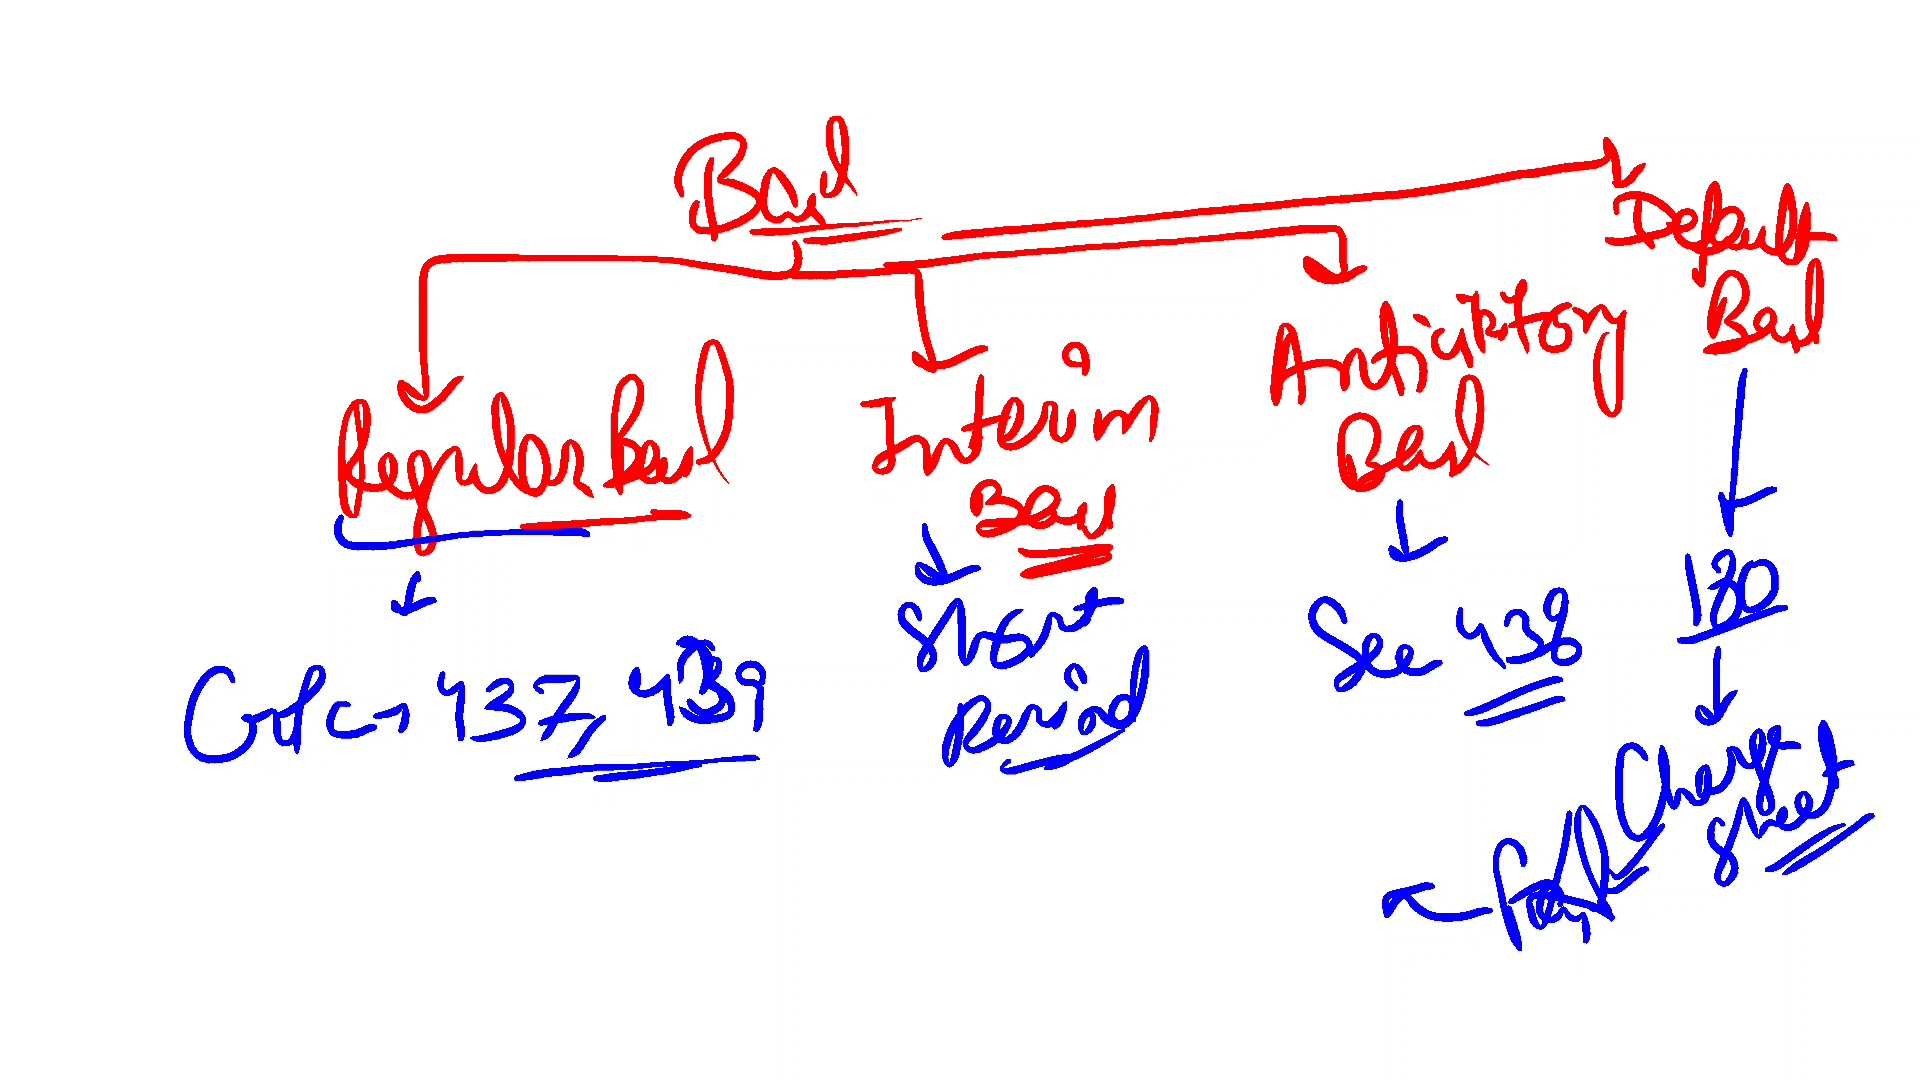 Bail
Regular Bail
CrPC → 437, 439
Interim
Bail
Short
Period
Anticipatory
Bail
Sec 438
Default
Bail
180
Charge
Sheet